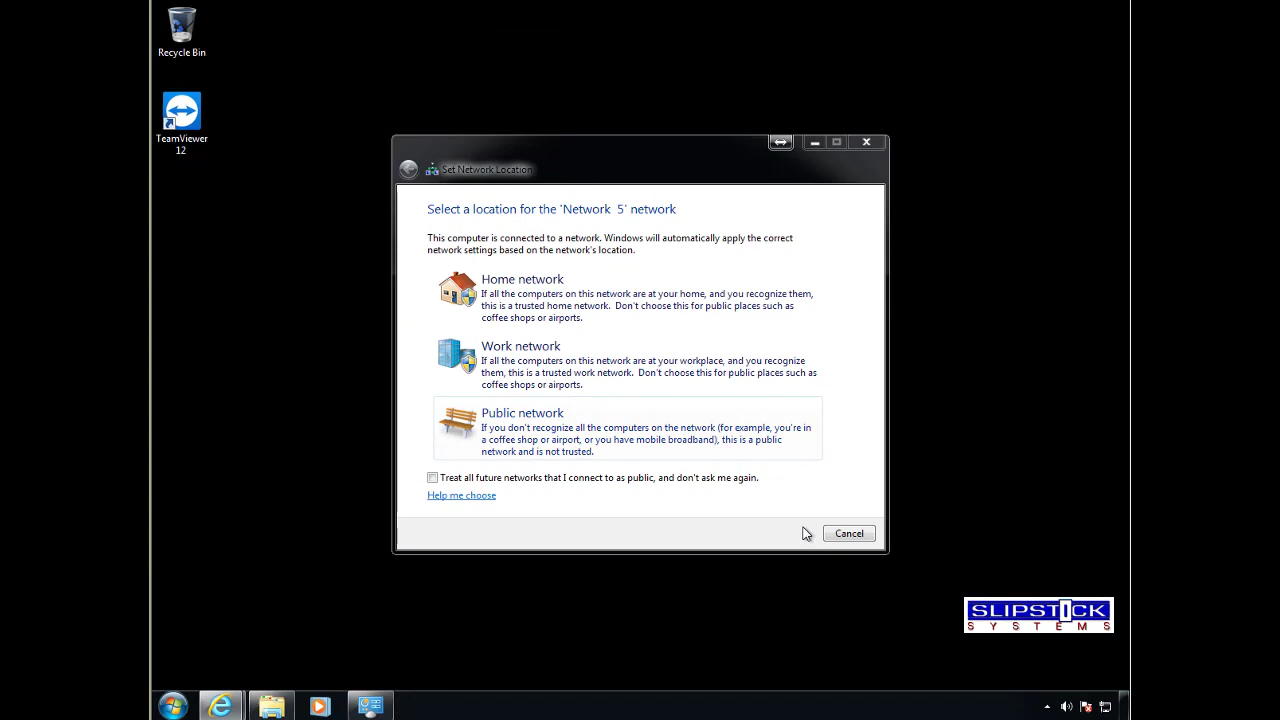 Recycle Bin
TeamViewer
12
Set Network Location
Select a location for the 'Network 5' network
This computer is connected to a network. Windows will automatically apply the correct
network settings based on the network's location.
Home network
If all the computers on this network are at your home, and you recognize them,
this is a trusted home network. Don't choose this for public places such as
coffee shops or airports.
Work network
If all the computers on this network are at your workplace, and you recognize
them, this is a trusted work network. Don't choose this for public places such as
coffee shops or airports.
Public network
If you don't recognize all the computers on the network (for example, you're in
a coffee shop or airport, or you have mobile broadband), this is a public
network and is not trusted.
Treat all future networks that I connect to as public, and don't ask me again.
Help me choose
Cancel
SLIPSTICK
SYSTEMS